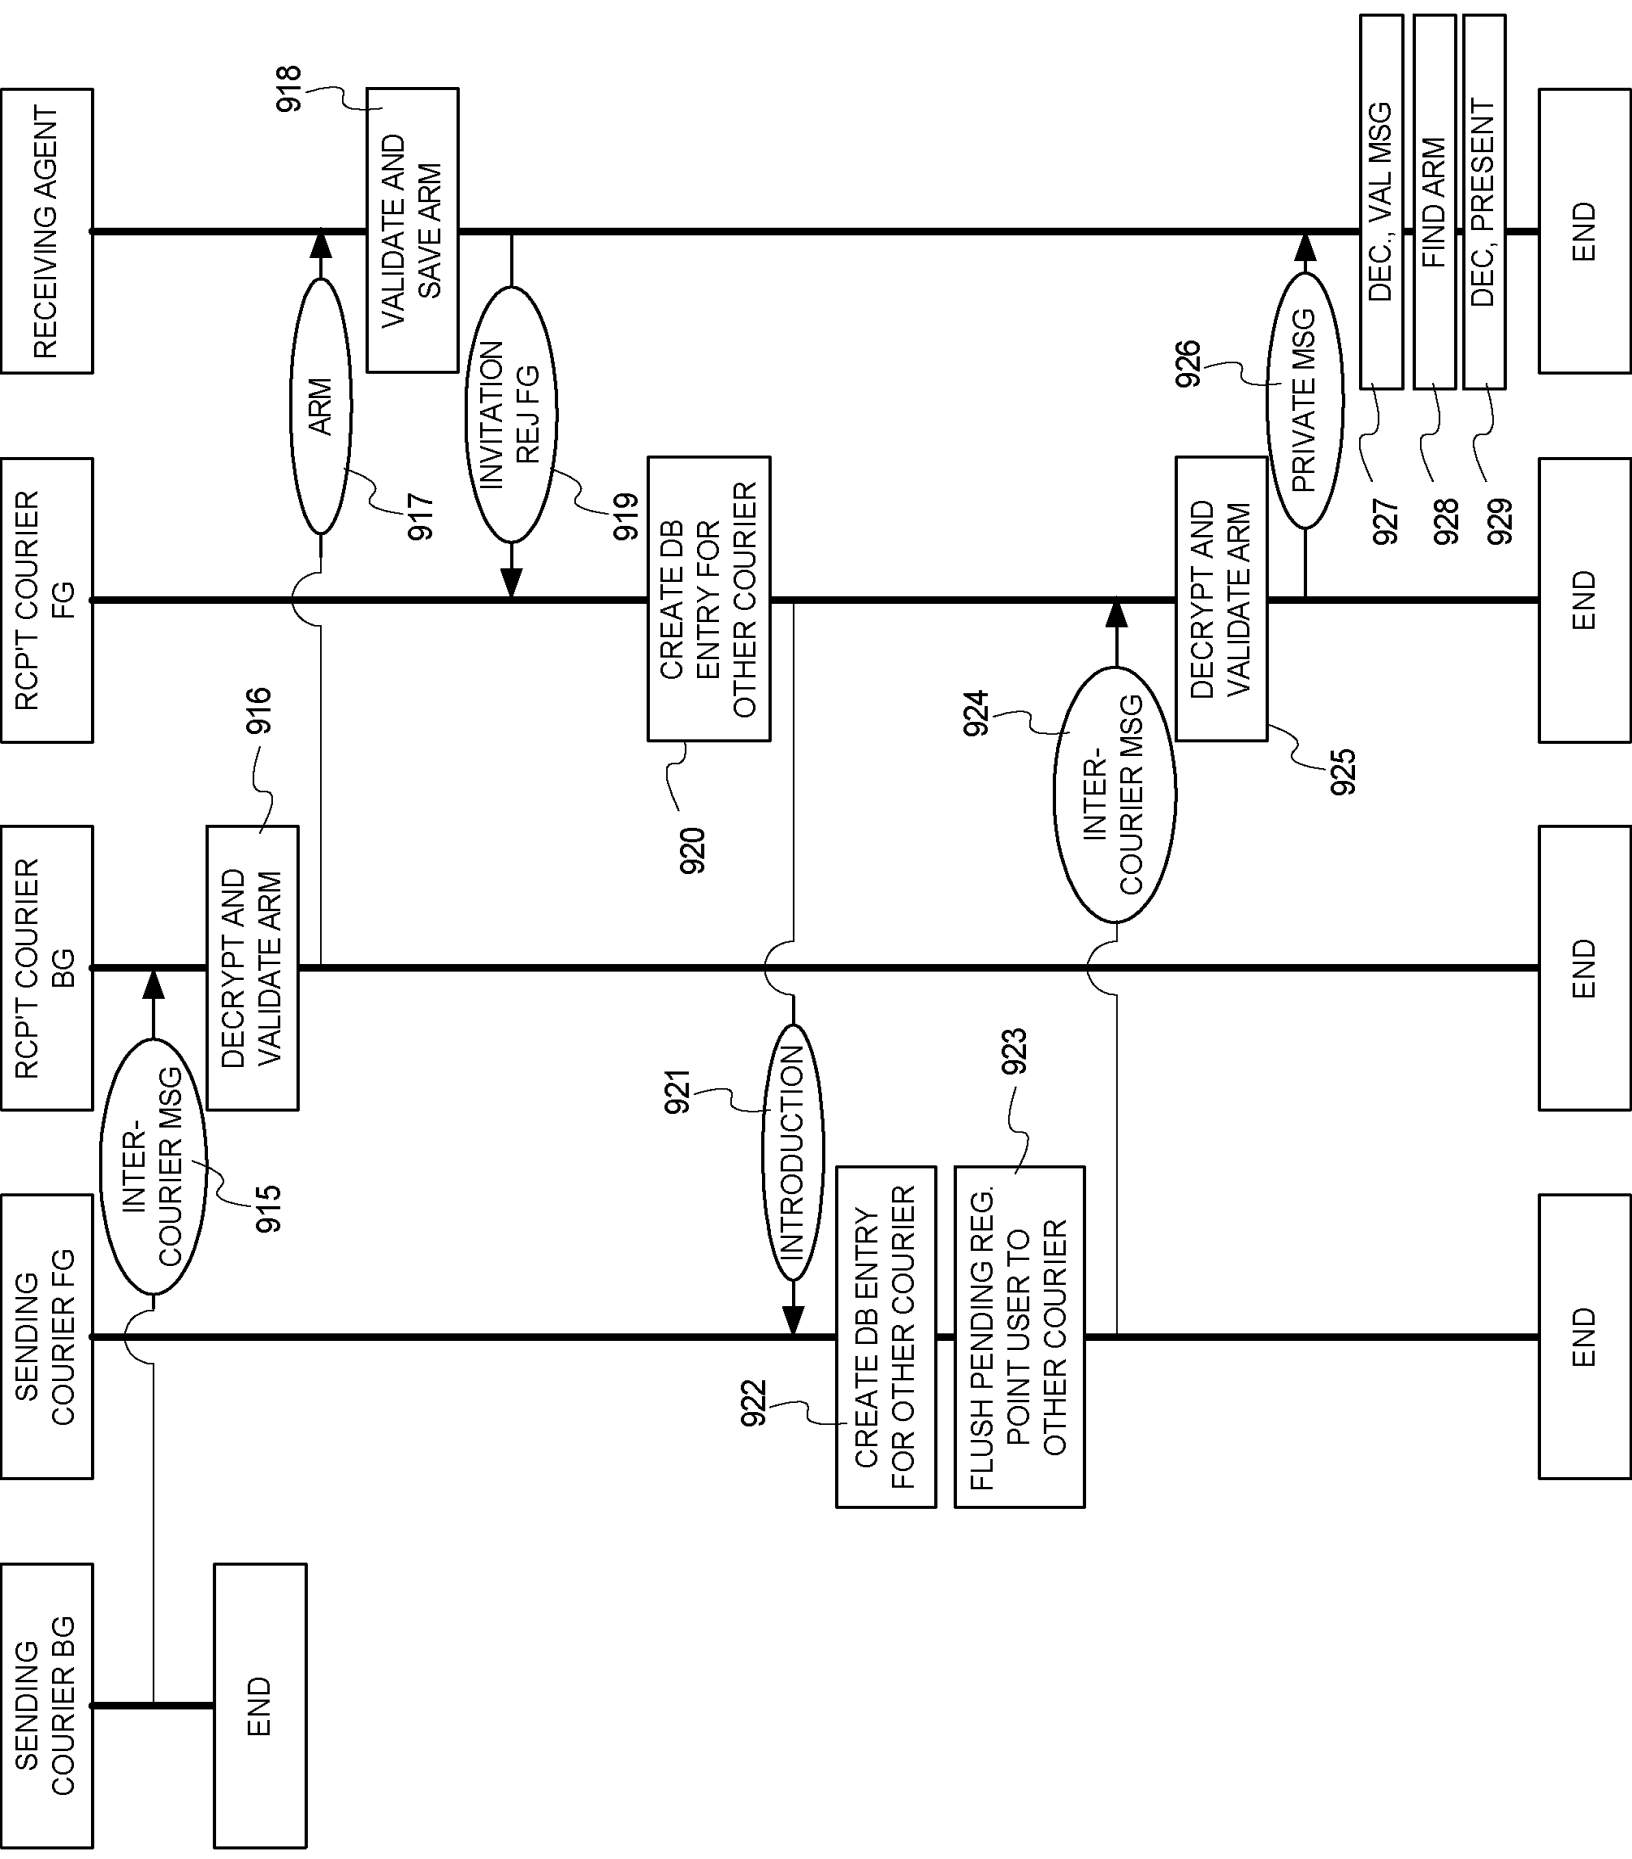 SENDING
COURIER BG
SENDING
COURIER FG
RCP'T COURIER
BG
RCP'T COURIER
FG
RECEIVING AGENT
INTER-
COURIER MSG
915
DECRYPT AND
VALIDATE ARM
916
END
ARM
917
VALIDATE AND
SAVE ARM
918
INVITATION
REJ FG
919
CREATE DB
ENTRY FOR
OTHER COURIER
920
INTRODUCTION
921
CREATE DB ENTRY
FOR OTHER COURIER
922
FLUSH PENDING REG.
POINT USER TO
OTHER COURIER
923
INTER-
COURIER MSG
924
DECRYPT AND
VALIDATE ARM
925
PRIVATE MSG
926
DEC., VAL MSG
927
FIND ARM
928
DEC, PRESENT
929
END
END
END
END